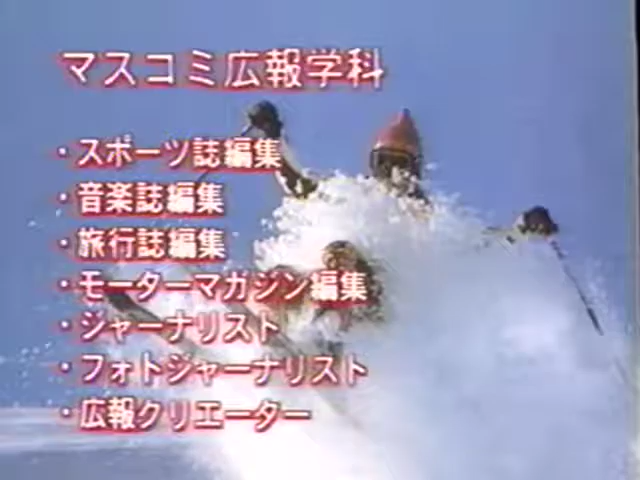 マスコミ広報学科
・スポーツ誌編集
・音楽誌編集
・旅行誌編集
・モーターマガジン編集
・ジャーナリスト
・フォトジャーナリスト
・広報クリエーター